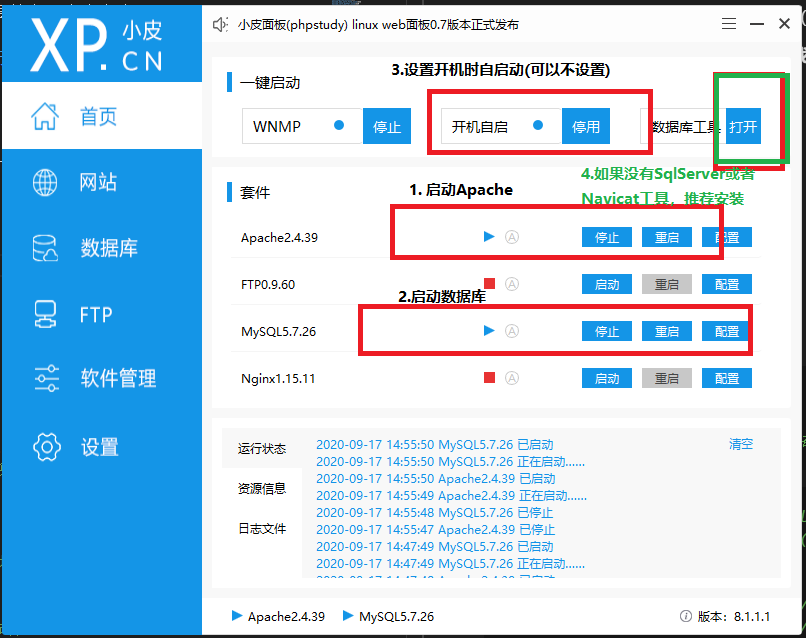 XP.CN 小皮
小皮面板(phpstudy) linux web面板0.7版本正式发布
首页
网站
数据库
FTP
软件管理
设置
3.设置开机时自启动(可以不设置)
一键启动
WNMP 停止 开机自启 停用 数据库工具 打开
4.如果没有SqlServer或者
Navicat工具，推荐安装
套件
1. 启动Apache
Apache2.4.39 Ⓐ 停止 重启 配置
FTP0.9.60 Ⓐ 启动 重启 配置
2.启动数据库
MySQL5.7.26 Ⓐ 停止 重启 配置
Nginx1.15.11 Ⓐ 启动 重启 配置
运行状态
资源信息
日志文件
清空
2020-09-17 14:55:50 MySQL5.7.26 已启动
2020-09-17 14:55:50 MySQL5.7.26 正在启动......
2020-09-17 14:55:50 Apache2.4.39 已启动
2020-09-17 14:55:49 Apache2.4.39 正在启动......
2020-09-17 14:55:48 MySQL5.7.26 已停止
2020-09-17 14:55:47 Apache2.4.39 已停止
2020-09-17 14:47:49 MySQL5.7.26 已启动
2020-09-17 14:47:49 MySQL5.7.26 正在启动......
Apache2.4.39 MySQL5.7.26 版本：8.1.1.1